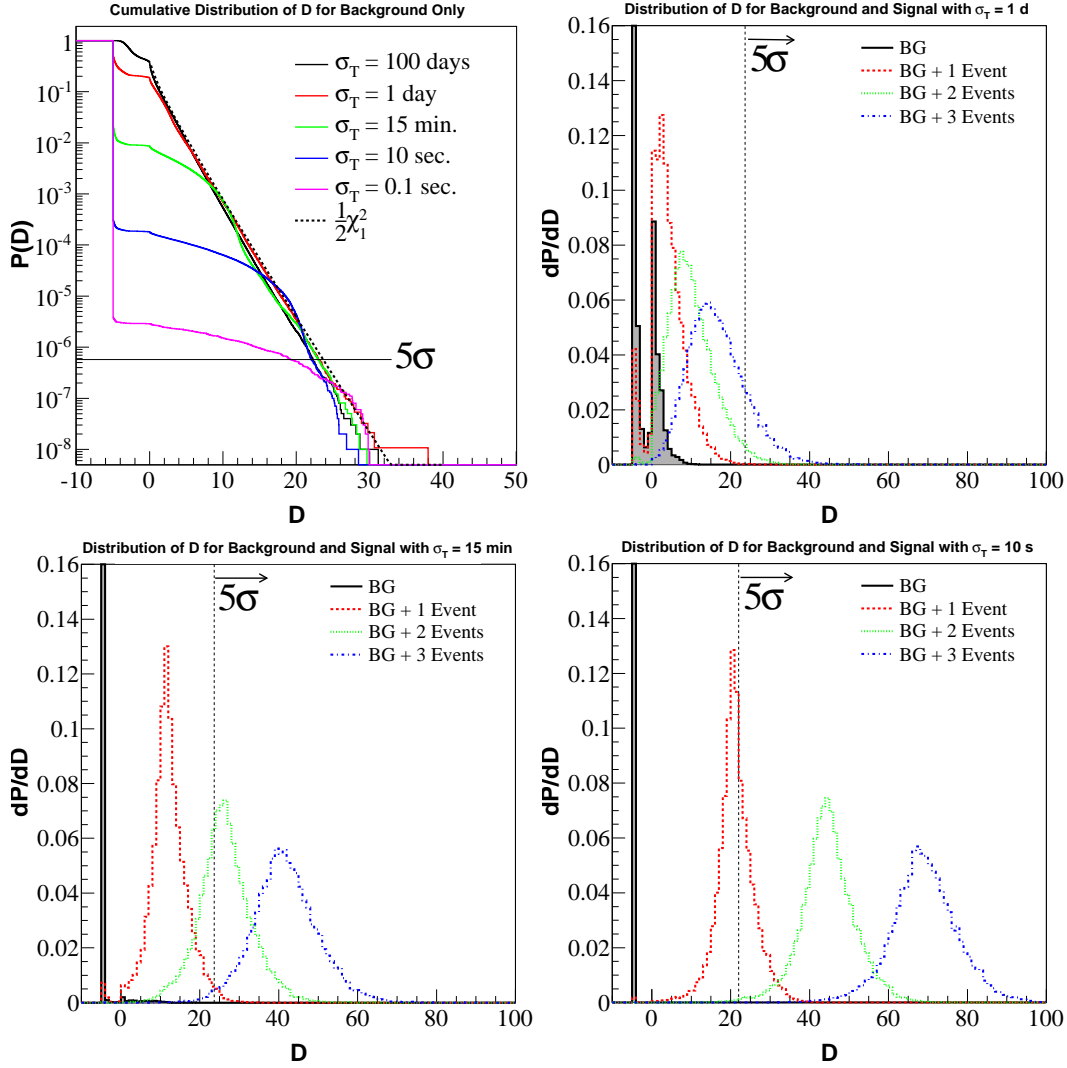 Cumulative Distribution of D for Background Only
1
10⁻¹
10⁻²
10⁻³
10⁻⁴
10⁻⁵
10⁻⁶
10⁻⁷
10⁻⁸
P(D)
σ_T = 100 days
σ_T = 1 day
σ_T = 15 min.
σ_T = 10 sec.
σ_T = 0.1 sec.
½χ₁²
5σ
-10 0 10 20 30 40 50
D
Distribution of D for Background and Signal with σ_T = 1 d
0.16
0.14
0.12
0.1
0.08
0.06
0.04
0.02
0
dP/dD
5σ
BG
BG + 1 Event
BG + 2 Events
BG + 3 Events
0 20 40 60 80 100
D
Distribution of D for Background and Signal with σ_T = 15 min
0.16
0.14
0.12
0.1
0.08
0.06
0.04
0.02
0
dP/dD
5σ
BG
BG + 1 Event
BG + 2 Events
BG + 3 Events
0 20 40 60 80 100
D
Distribution of D for Background and Signal with σ_T = 10 s
0.16
0.14
0.12
0.1
0.08
0.06
0.04
0.02
0
dP/dD
5σ
BG
BG + 1 Event
BG + 2 Events
BG + 3 Events
0 20 40 60 80 100
D